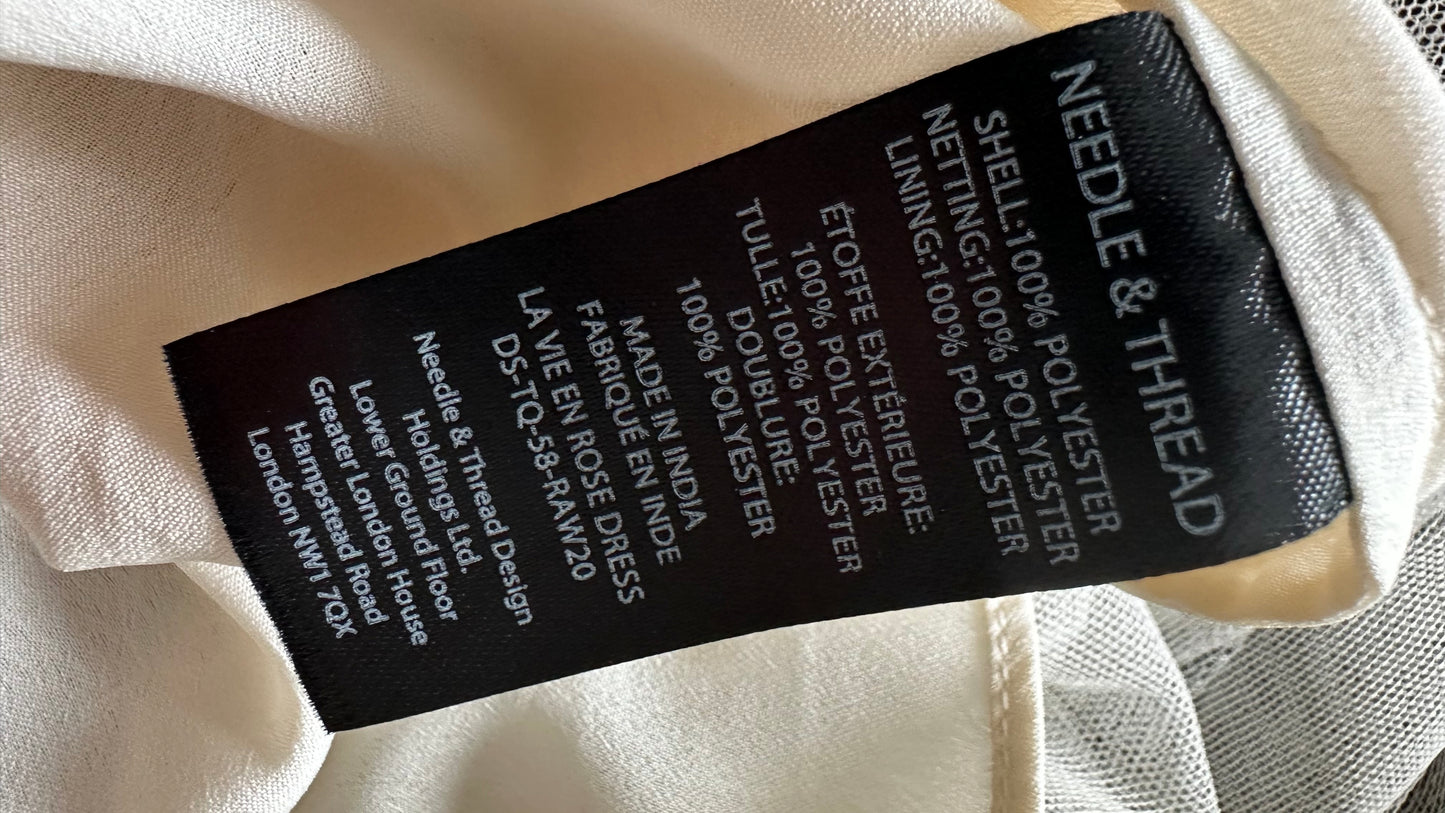 NEEDLE & THREAD
SHELL:100% POLYESTER
NETTING:100% POLYESTER
LINING:100% POLYESTER
ÉTOFFE EXTÉRIEURE:
100% POLYESTER
TULLE:100% POLYESTER
DOUBLURE:
100% POLYESTER
MADE IN INDIA
FABRIQUÉ EN INDE
LA VIE EN ROSE DRESS
DS-TQ-58-RAW20
Needle & Thread Design
Holdings Ltd.
Lower Ground Floor
Greater London House
Hampstead Road
London NW1 7QX